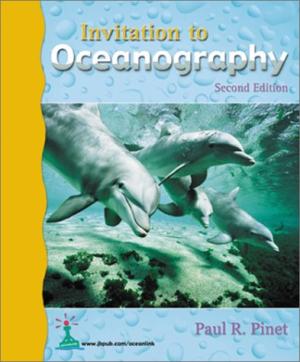 Invitation to
Oceanography
Second Edition
www.jbpub.com/oceanlink
Paul R. Pinet